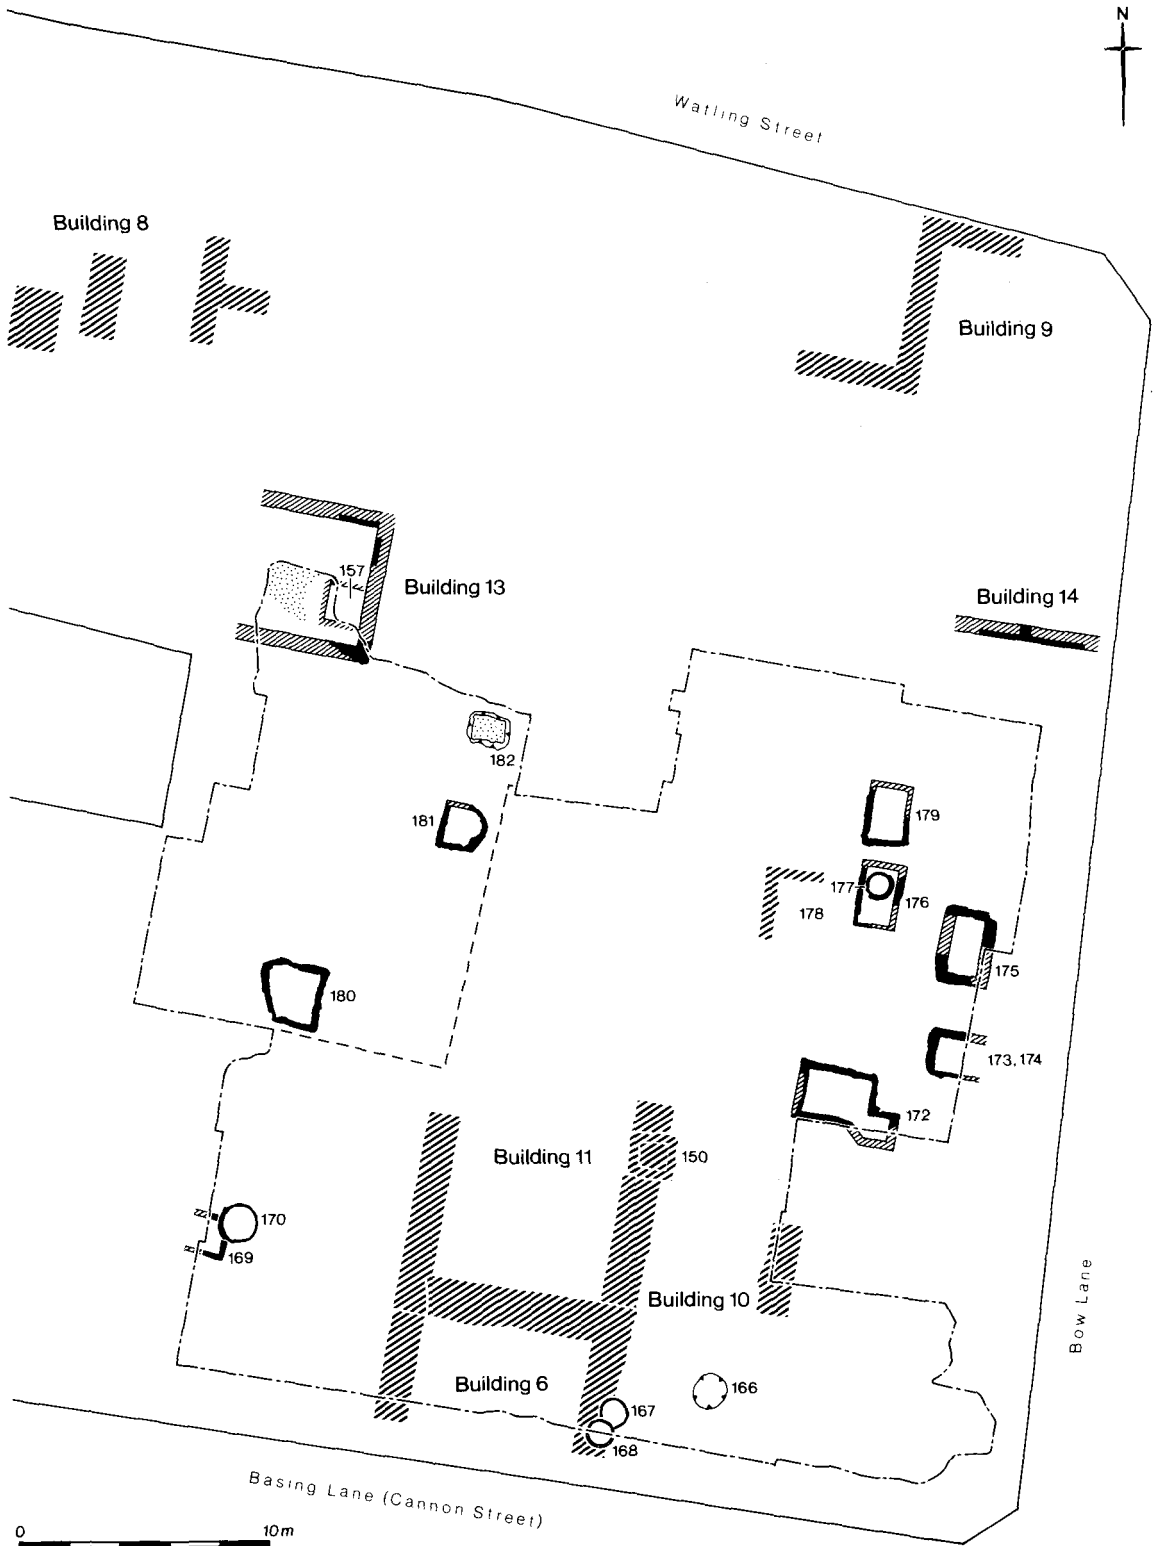 N
Watling Street
Building 8
Building 9
157
Building 13
Building 14
182
181
179
177
176
178
175
180
173,174
172
Building 11
150
170
169
Building 10
Bow Lane
Building 6
166
167
168
Basing Lane (Cannon Street)
0 10m